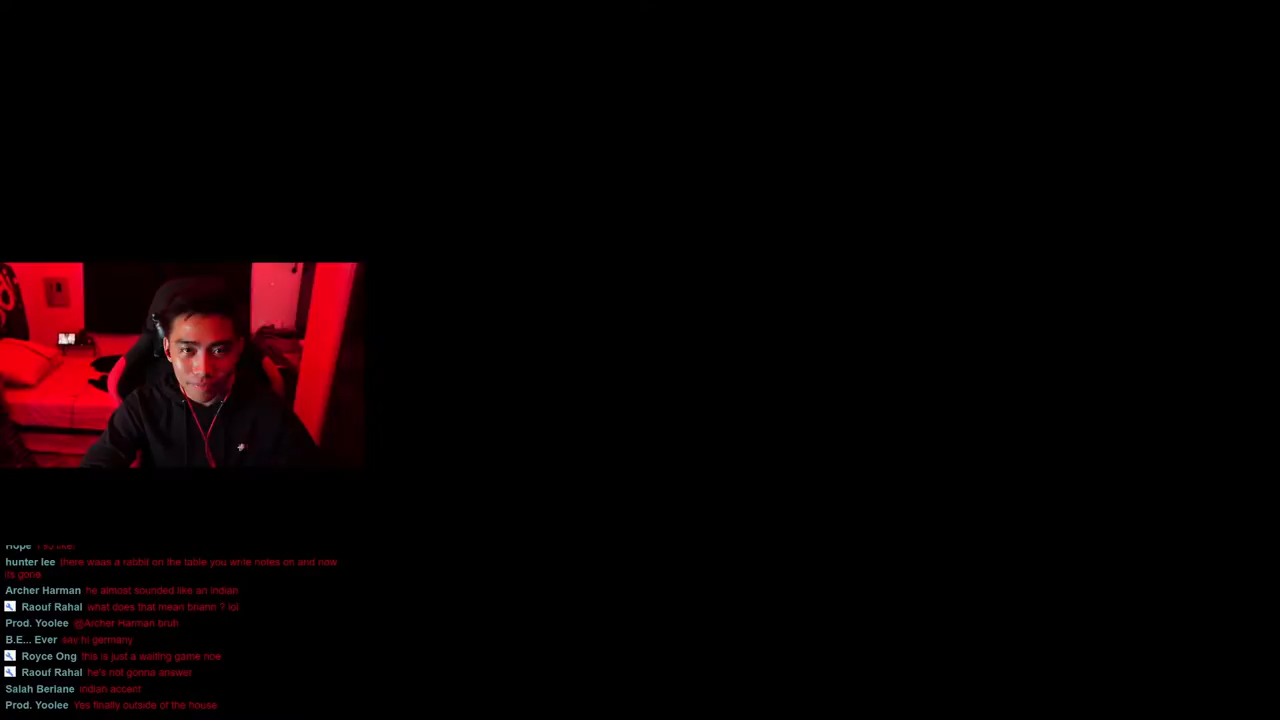 hunter lee there waas a rabbit on the table you write notes on and now
its gone
Archer Harman he almost sounded like an indian
Raouf Rahal what does that mean briann ? lol
Prod. Yoolee @Archer Harman bruh
B.E... Ever say hi germany
Royce Ong this is just a waiting game noe
Raouf Rahal he's not gonna answer
Salah Berlane indian accent
Prod. Yoolee Yes finally outside of the house